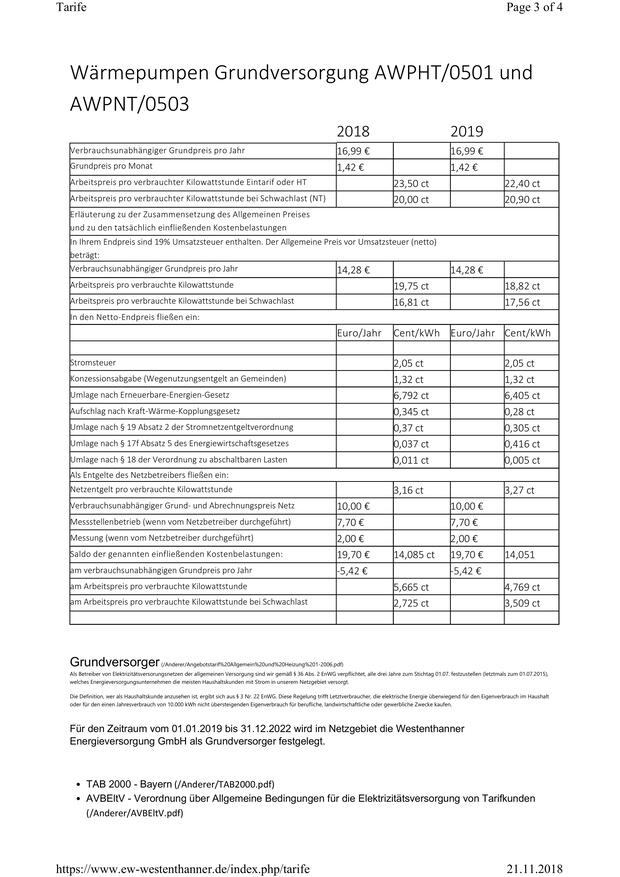 Tarife Page 3 of 4
Wärmepumpen Grundversorgung AWPHT/0501 und
AWPNT/0503
2018 2019
Verbrauchsunabhängiger Grundpreis pro Jahr 16,99 € 16,99 €
Grundpreis pro Monat 1,42 € 1,42 €
Arbeitspreis pro verbrauchter Kilowattstunde Eintarif oder HT 23,50 ct 22,40 ct
Arbeitspreis pro verbrauchter Kilowattstunde bei Schwachlast (NT) 20,00 ct 20,90 ct
Erläuterung zu der Zusammensetzung des Allgemeinen Preises
und zu den tatsächlich einfließenden Kostenbelastungen
In Ihrem Endpreis sind 19% Umsatzsteuer enthalten. Der Allgemeine Preis vor Umsatzsteuer (netto)
beträgt:
Verbrauchsunabhängiger Grundpreis pro Jahr 14,28 € 14,28 €
Arbeitspreis pro verbrauchte Kilowattstunde 19,75 ct 18,82 ct
Arbeitspreis pro verbrauchte Kilowattstunde bei Schwachlast 16,81 ct 17,56 ct
In den Netto-Endpreis fließen ein:
Euro/Jahr Cent/kWh Euro/Jahr Cent/kWh
Stromsteuer 2,05 ct 2,05 ct
Konzessionsabgabe (Wegenutzungsentgelt an Gemeinden) 1,32 ct 1,32 ct
Umlage nach Erneuerbare-Energien-Gesetz 6,792 ct 6,405 ct
Aufschlag nach Kraft-Wärme-Kopplungsgesetz 0,345 ct 0,28 ct
Umlage nach § 19 Absatz 2 der Stromnetzentgeltverordnung 0,37 ct 0,305 ct
Umlage nach § 17f Absatz 5 des Energiewirtschaftsgesetzes 0,037 ct 0,416 ct
Umlage nach § 18 der Verordnung zu abschaltbaren Lasten 0,011 ct 0,005 ct
Als Entgelte des Netzbetreibers fließen ein:
Netzentgelt pro verbrauchte Kilowattstunde 3,16 ct 3,27 ct
Verbrauchsunabhängiger Grund- und Abrechnungspreis Netz 10,00 € 10,00 €
Messstellenbetrieb (wenn vom Netzbetreiber durchgeführt) 7,70 € 7,70 €
Messung (wenn vom Netzbetreiber durchgeführt) 2,00 € 2,00 €
Saldo der genannten einfließenden Kostenbelastungen: 19,70 € 14,085 ct 19,70 € 14,051
am verbrauchsunabhängigen Grundpreis pro Jahr -5,42 € -5,42 €
am Arbeitspreis pro verbrauchte Kilowattstunde 5,665 ct 4,769 ct
am Arbeitspreis pro verbrauchte Kilowattstunde bei Schwachlast 2,725 ct 3,509 ct
Grundversorger (/Anderer/Angebotstarif%20Allgemein%20und%20Heizung%201-2006.pdf)
Als Betreiber von Elektrizitätsversorgungsnetzen der allgemeinen Versorgung sind wir gemäß § 36 Abs. 2 EnWG verpflichtet, alle drei Jahre zum Stichtag 01.07. festzustellen (letztmals zum 01.07.2015),
welches Energieversorgungsunternehmen die meisten Haushaltskunden mit Strom in unserem Netzgebiet versorgt.
Die Definition, wer als Haushaltskunde anzusehen ist, ergibt sich aus § 3 Nr. 22 EnWG. Diese Regelung trifft Letztverbraucher, die elektrische Energie überwiegend für den Eigenverbrauch im Haushalt
oder für den einen Jahresverbrauch von 10.000 kWh nicht übersteigenden Eigenverbrauch für berufliche, landwirtschaftliche oder gewerbliche Zwecke kaufen.
Für den Zeitraum vom 01.01.2019 bis 31.12.2022 wird im Netzgebiet die Westenthanner
Energieversorgung GmbH als Grundversorger festgelegt.
• TAB 2000 - Bayern (/Anderer/TAB2000.pdf)
• AVBEltV - Verordnung über Allgemeine Bedingungen für die Elektrizitätsversorgung von Tarifkunden
(/Anderer/AVBEltV.pdf)
https://www.ew-westenthanner.de/index.php/tarife 21.11.2018